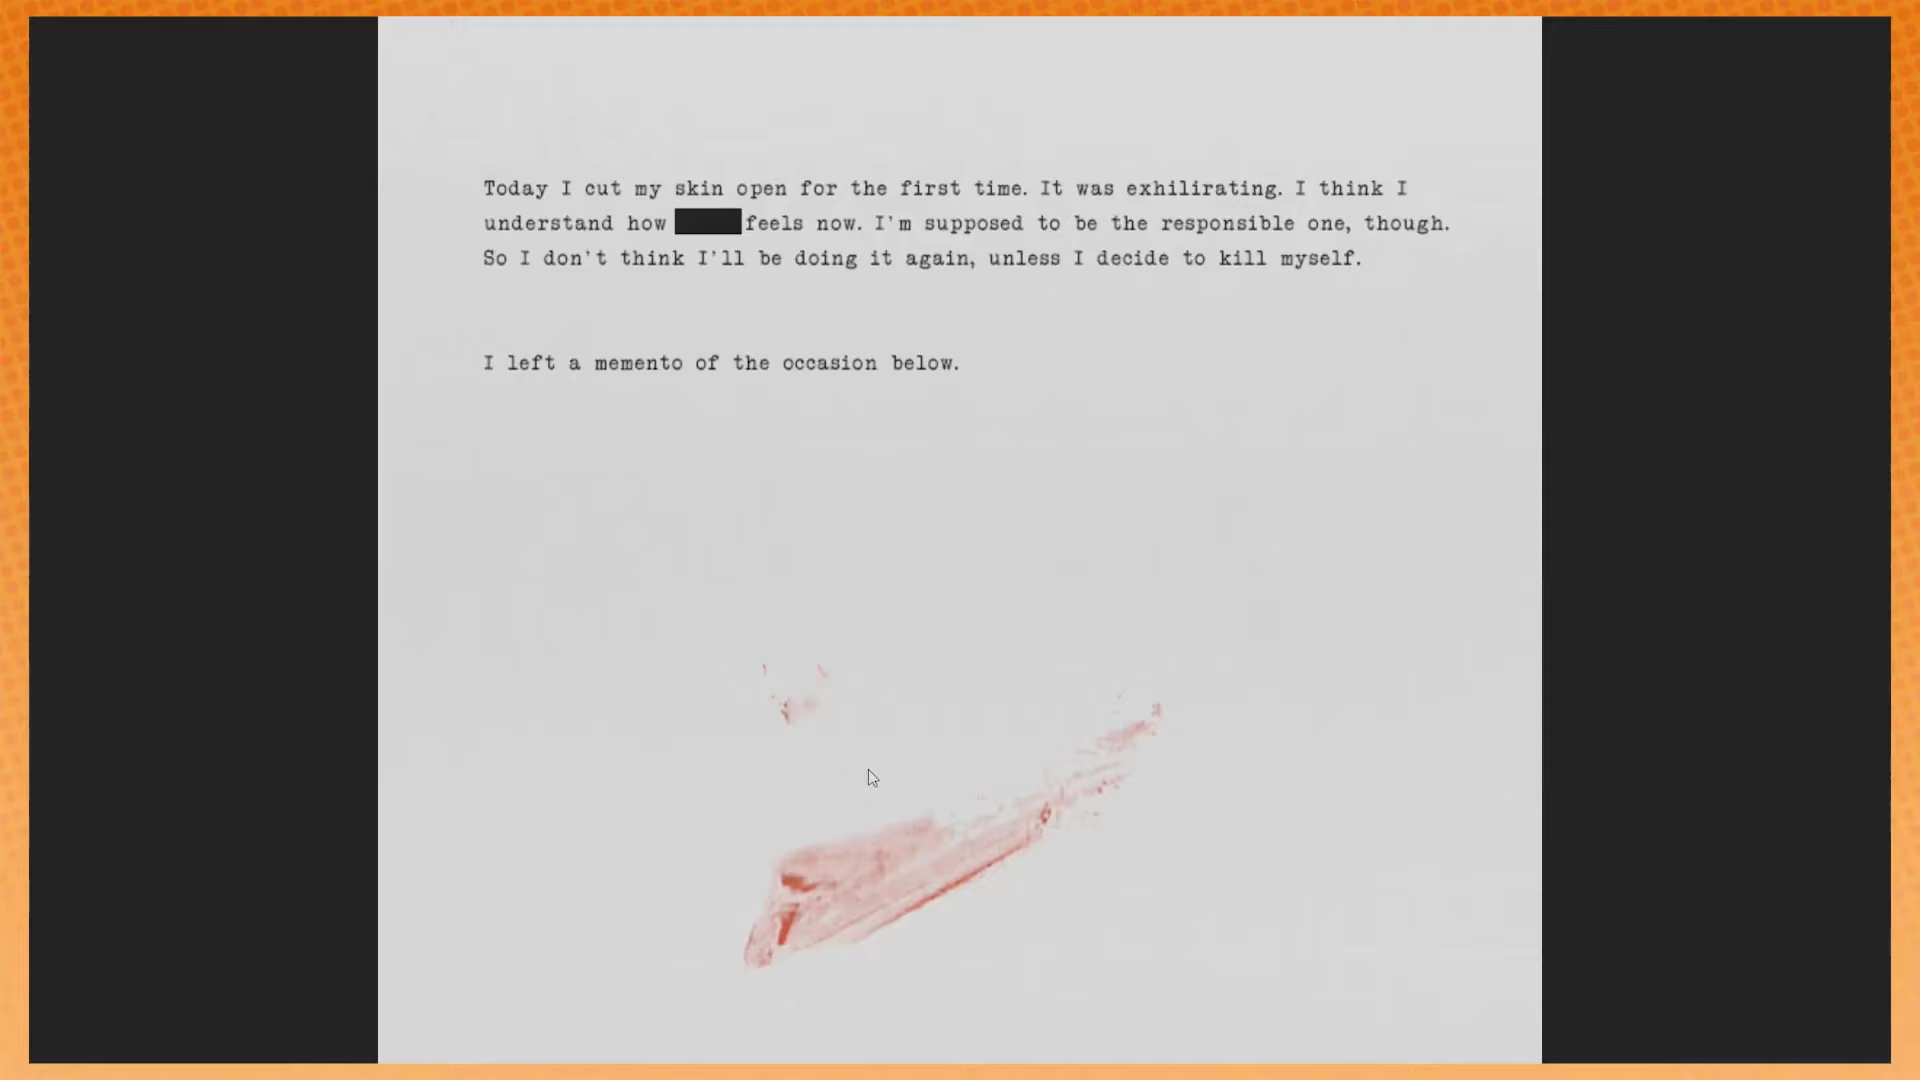 Today I cut my skin open for the first time. It was exhilirating. I think I
understand how feels now. I'm supposed to be the responsible one, though.
So I don't think I'll be doing it again, unless I decide to kill myself.
I left a memento of the occasion below.